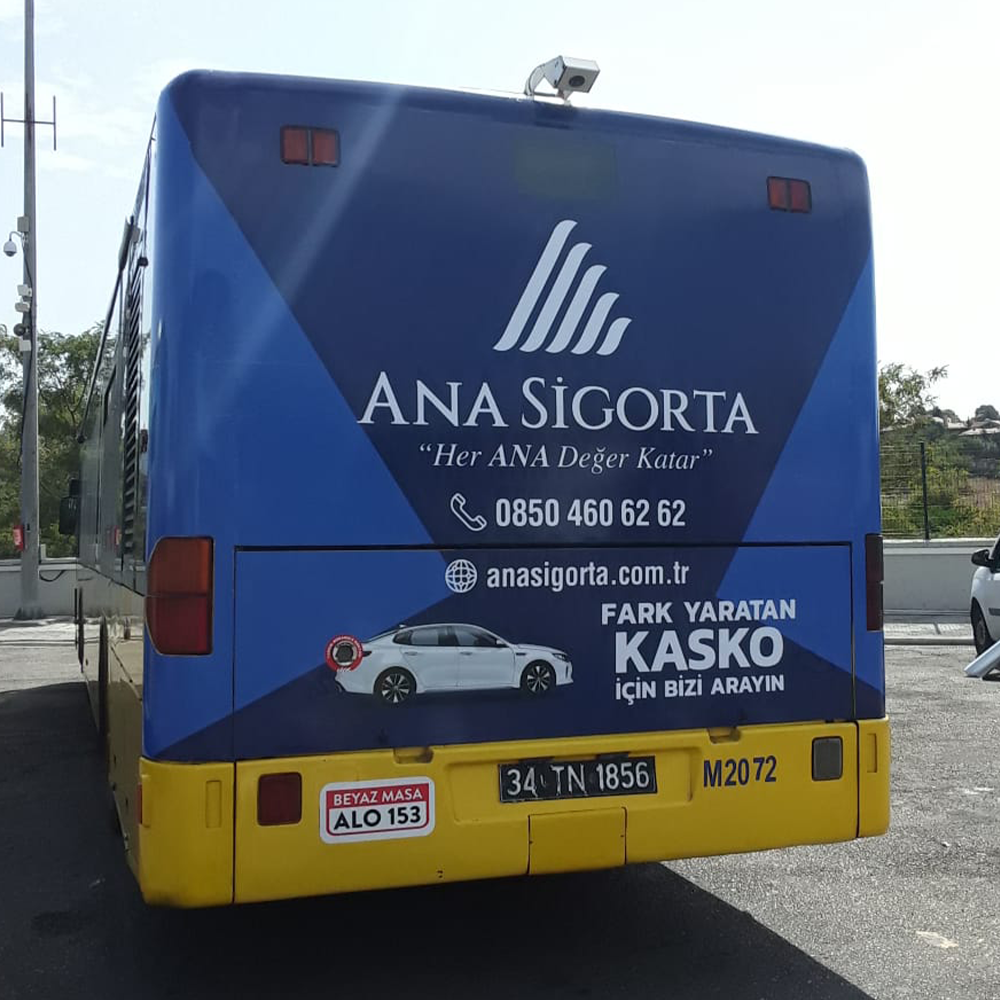 ANA SİGORTA
“Her ANA Değer Katar”
0850 460 62 62
anasigorta.com.tr
FARK YARATAN
KASKO
İÇİN BİZİ ARAYIN
34 TN 1856
M2072
BEYAZ MASA
ALO 153